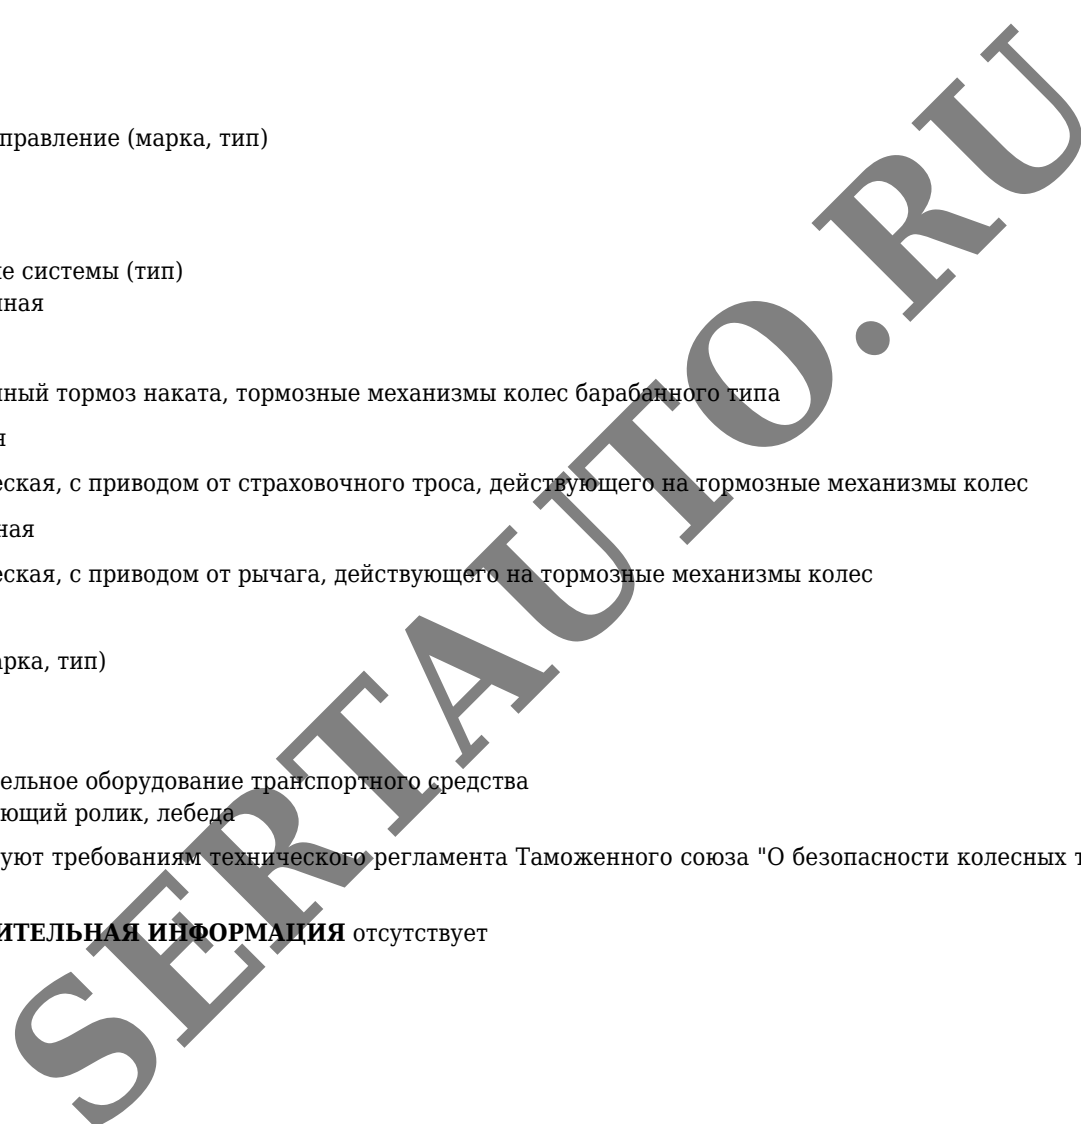 правление (марка, тип)
е системы (тип)
ная
ный тормоз наката, тормозные механизмы колес барабанного типа
я
еская, с приводом от страховочного троса, действующего на тормозные механизмы колес
ная
еская, с приводом от рычага, действующего на тормозные механизмы колес
арка, тип)
ельное оборудование транспортного средства
ющий ролик, лебеда
уют требованиям технического регламента Таможенного союза "О безопасности колесных т
ИТЕЛЬНАЯ ИНФОРМАЦИЯ отсутствует
SERTAUTO.RU